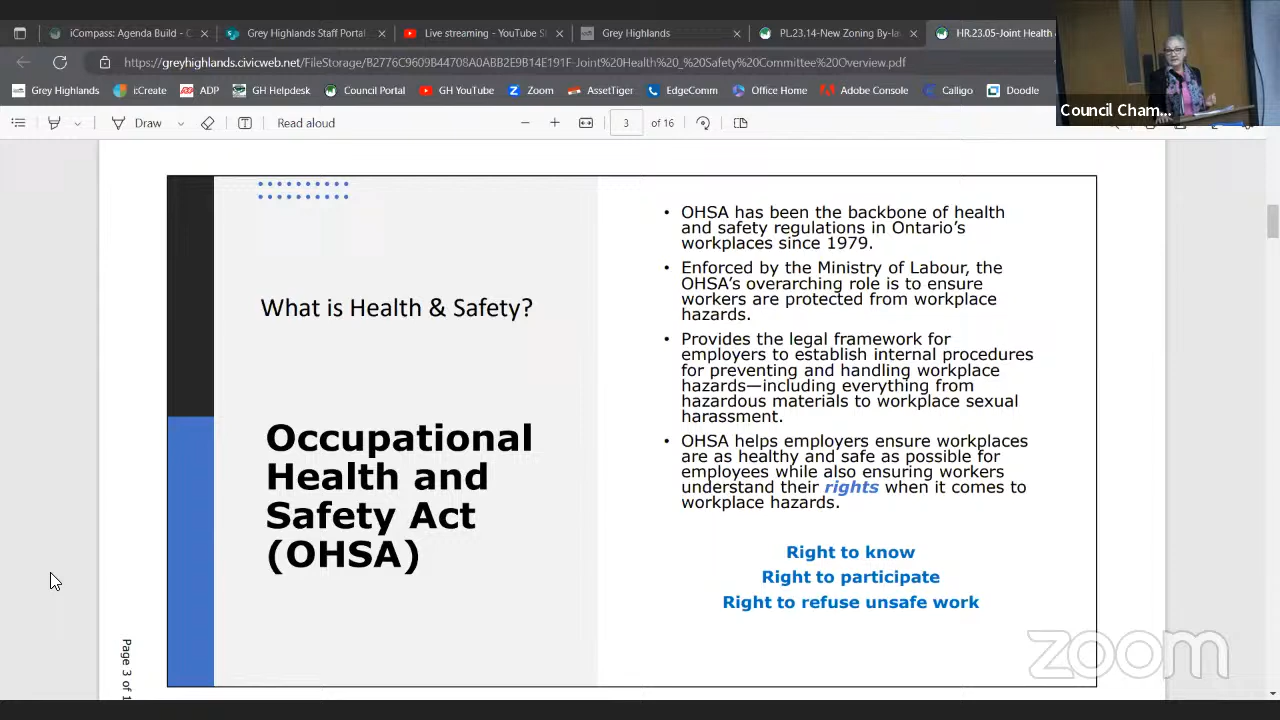 iCompass: Agenda Build - C
Grey Highlands Staff Portal
Live streaming - YouTube S
Grey Highlands
PL.23.14-New Zoning By-la
HR.23.05-Joint Health
https://greyhighlands.civicweb.net/FileStorage/B2776C9609B44708A0ABB2E9B14E191F-Joint%20Health%20_%20Safety%20Committee%20Overview.pdf
Grey Highlands
iCreate
ADP
GH Helpdesk
Council Portal
GH YouTube
Zoom
AssetTiger
EdgeComm
Office Home
Adobe Console
Calligo
Doodle
Council Cham...
Draw
Read aloud
3 of 16
What is Health & Safety?
Occupational
Health and
Safety Act
(OHSA)
• OHSA has been the backbone of health
and safety regulations in Ontario's
workplaces since 1979.
• Enforced by the Ministry of Labour, the
OHSA's overarching role is to ensure
workers are protected from workplace
hazards.
• Provides the legal framework for
employers to establish internal procedures
for preventing and handling workplace
hazards—including everything from
hazardous materials to workplace sexual
harassment.
• OHSA helps employers ensure workplaces
are as healthy and safe as possible for
employees while also ensuring workers
understand their rights when it comes to
workplace hazards.
Right to know
Right to participate
Right to refuse unsafe work
Page 3 of 1
zoom